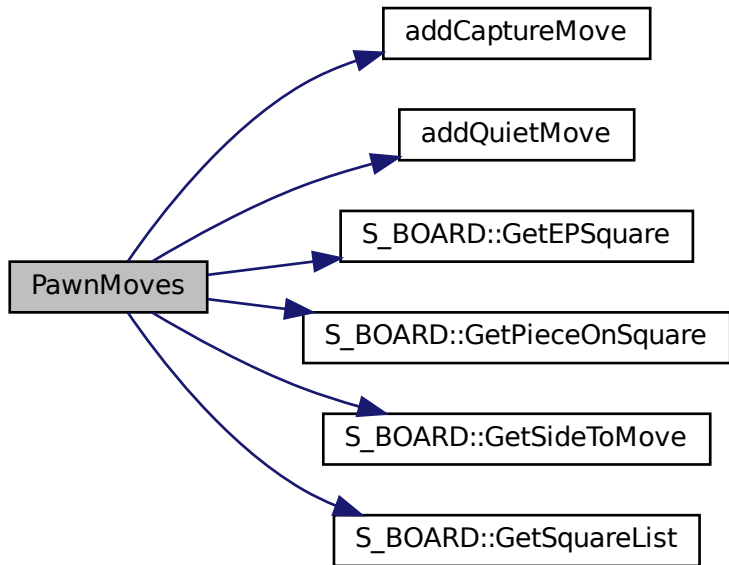 addCaptureMove
addQuietMove
S_BOARD::GetEPSquare
PawnMoves
S_BOARD::GetPieceOnSquare
S_BOARD::GetSideToMove
S_BOARD::GetSquareList